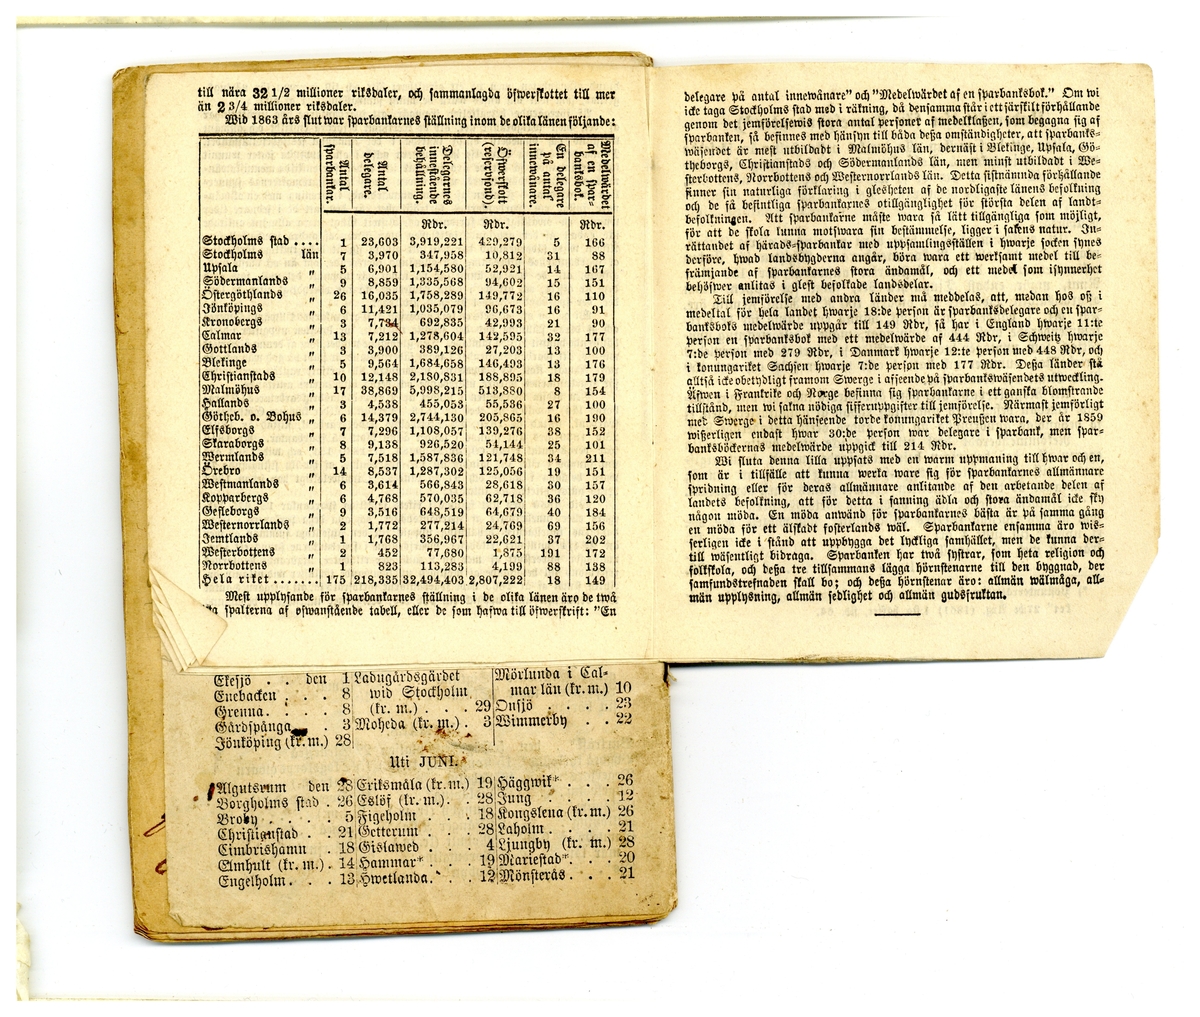 till nära 32 1/2 millioner riksdaler, och sammanlagda öfwerskottet till mer
än 2 3/4 millioner riksdaler.
Wid 1863 års slut war sparbankarnes ställning inom de olika länen följande:
Antal sparbankar. Antal delegare. Delegarnes innestående behållning. Öfwerskott (reservfond). En delegare på antal innewånare. Medelwärdet af en sparbanksbok.
Rdr. Rdr. Rdr.
Stockholms stad .... 1 23,603 3,919,221 429,279 5 166
Stockholms län 7 3,970 347,958 10,812 31 88
Upsala „ 5 6,901 1,154,580 52,921 14 167
Södermanlands „ 9 8,859 1,335,568 94,602 15 151
Östergöthlands „ 26 16,035 1,758,289 149,772 16 110
Jönköpings „ 6 11,421 1,035,079 96,673 16 91
Kronobergs „ 3 7,734 692,835 42,993 21 90
Calmar „ 13 7,212 1,278,604 142,595 32 177
Gottlands „ 3 3,900 389,126 27,203 13 100
Blekinge „ 5 9,564 1,684,658 146,493 13 176
Christianstads „ 10 12,148 2,180,831 188,895 18 179
Malmöhus „ 17 38,869 5,998,215 513,880 8 154
Hallands „ 3 4,538 455,053 55,536 27 100
Götheb. o. Bohus „ 6 14,379 2,744,130 205,865 16 190
Elfsborgs „ 7 7,296 1,108,057 139,276 38 152
Skaraborgs „ 8 9,138 926,520 54,144 25 101
Wermlands „ 5 7,518 1,587,836 121,748 34 211
Örebro „ 14 8,537 1,287,302 125,056 19 151
Westmanlands „ 6 3,614 566,843 28,618 30 157
Kopparbergs „ 6 4,768 570,035 62,718 36 120
Gefleborgs „ 9 3,516 648,519 64,679 40 184
Westernorrlands „ 2 1,772 277,214 24,769 69 156
Jemtlands „ 1 1,768 356,967 22,621 37 202
Westerbottens „ 2 452 77,680 1,875 191 172
Norrbottens „ 1 823 113,283 4,199 88 138
Hela riket ....... 175 218,335 32,494,403 2,807,222 18 149
Mest upplysande för sparbankarnes ställning i de olika länen äro de twå
spalterna af ofwanstående tabell, eller de som hafwa till öfwerskrift: "En
delegare på antal innewånare" och "Medelwärdet af en sparbanksbok." Om wi
icke taga Stockholms stad med i räkning, då densamma står i ett särskilt förhållande
genom det jemförelsewis stora antal personer af medelklaßen, som begagna sig af
sparbanken, så befinnes med hänsyn till båda deßa omständigheter, att sparbanks-
wäsendet är mest utbildadt i Malmöhus län, dernäst i Blekinge, Upsala, Gö-
theborgs, Christianstads och Södermanlands län, men minst utbildadt i We-
sterbottens, Norrbottens och Westernorrlands län. Detta sistnämnda förhållande
finner sin naturliga förklaring i glesheten af de nordligaste länens befolkning
och de så befintliga sparbankarnes otillgänglighet för största delen af landt-
befolkningen. Att sparbankarne måste wara så lätt tillgängliga som möjligt,
för att de skola kunna motswara sin bestämmelse, ligger i sakens natur. In-
rättandet af härads-sparbankar med uppsamlingsställen i hwarje socken synes
derföre, hwad landsbygderna angår, böra wara ett werksamt medel till be-
främjande af sparbankarnes stora ändamål, och ett medel som isynnerhet
behöfwer anlitas i glest befolkade landsdelar.
Till jemförelse med andra länder må meddelas, att, medan hos oß i
medeltal för hela landet hwarje 18:de person är sparbanksdelegare och en spar-
banksboks medelwärde uppgår till 149 Rdr, så har i England hwarje 11:te
person en sparbanksbok med ett medelwärde af 444 Rdr, i Schweitz hwarje
7:de person med 279 Rdr, i Danmark hwarje 12:te person med 448 Rdr, och
i konungariket Sachsen hwarje 7:de person med 177 Rdr. Deßa länder stå
alltså icke obetydligt framom Swerge i afseende på sparbankswäsendets utweckling.
Äfwen i Frankrike och Norge befinna sig sparbankarne i ett ganska blomstrande
tillstånd, men wi sakna nödiga sifferuppgifter till jemförelse. Närmast jemförligt
med Swerge i detta hänseende torde konungariket Preußen wara, der år 1859
wißerligen endast hwar 30:de person war delegare i sparbank, men spar-
banksböckernas medelwärde uppgick till 214 Rdr.
Wi sluta denna lilla uppsats med en warm uppmaning till hwar och en,
som är i tillfälle att kunna werka ware sig för sparbankarnes allmännare
spridning eller för deras allmännare anlitande af den arbetande delen af
landets befolkning, att för detta i sanning ädla och stora ändamål icke sky
någon möda. En möda anwänd för sparbankarnes bästa är på samma gång
en möda för ett älskadt fosterlands wäl. Sparbankarne ensamma äro wis-
serligen icke i stånd att uppbygga det lyckliga samhället, men de kunna der-
till wäsentligt bidraga. Sparbanken har twå systrar, som heta religion och
folkskola, och deßa tre tillsammans lägga hörnstenarne till den byggnad, der
samfundstrefnaden skall bo; och deßa hörnstenar äro: allmän wälmåga, all-
män upplysning, allmän sedlighet och allmän gudsfruktan.
Ekesjö . . den 1
Enebacken . . . 8
Grenna. . . . 8
Gårdspånga 3
Jönköping (kr.m.) 28
Ladugårdsgärdet
wid Stockholm
(kr. m.) . . . 29
Moheda (kr. m.) . 3
Mörlunda i Cal-
mar län (kr. m.) 10
Onsjö . . . . 23
Wimmerby . . 22
Uti JUNI.
Algutsrum den 28
Borgholms stad . 26
Broby . . . . 5
Christianstad . . 21
Cimbrishamn . 18
Elmhult (kr. m.) . 14
Engelholm. . . 13
Eriksmåla (kr. m.) 19
Eslöf (kr. m.). . 28
Figeholm . . . 18
Getterum . . . 28
Gislawed . . . 4
Hammar* . . . 19
Hwetlanda. . . 12
Häggwik* . . . 26
Jung . . . . 12
Kongslena (kr. m.) 26
Laholm . . . . 21
Ljungby (kr. m.) 28
Mariestad* . . . 20
Mönsterås . . . 21